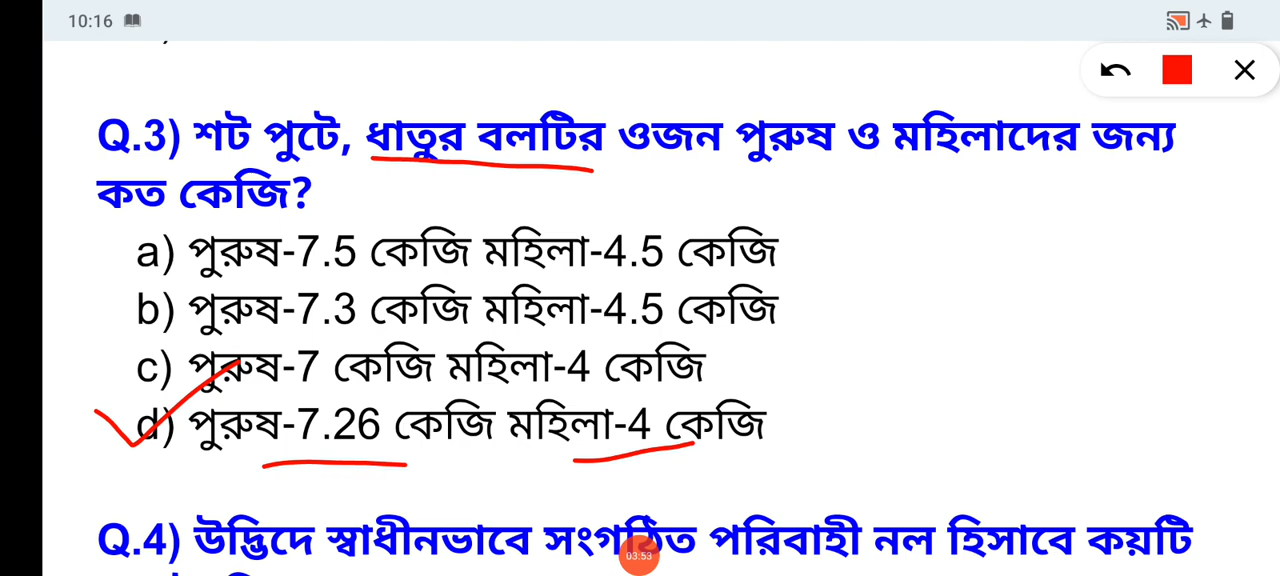 10:16
Q.3) শট পুটে, ধাতুর বলটির ওজন পুরুষ ও মহিলাদের জন্য
কত কেজি?
a) পুরুষ-7.5 কেজি মহিলা-4.5 কেজি
b) পুরুষ-7.3 কেজি মহিলা-4.5 কেজি
c) পুরুষ-7 কেজি মহিলা-4 কেজি
d) পুরুষ-7.26 কেজি মহিলা-4 কেজি
Q.4) উদ্ভিদে স্বাধীনভাবে সংগঠিত পরিবাহী নল হিসাবে কয়টি
03:53